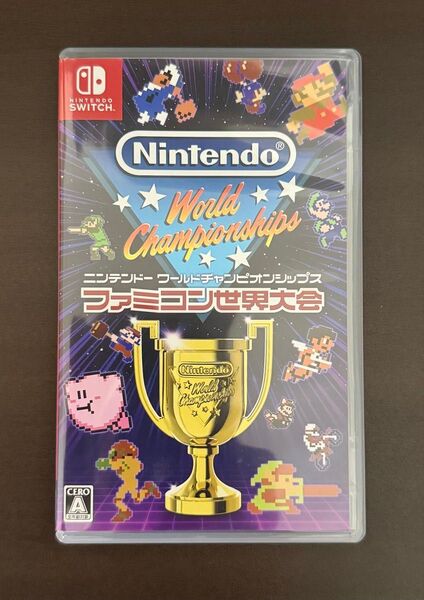 NINTENDO
SWITCH
Nintendo
World
Championships
ニンテンドー ワールドチャンピオンシップス
ファミコン世界大会
Nintendo
World
Championships
CERO
A